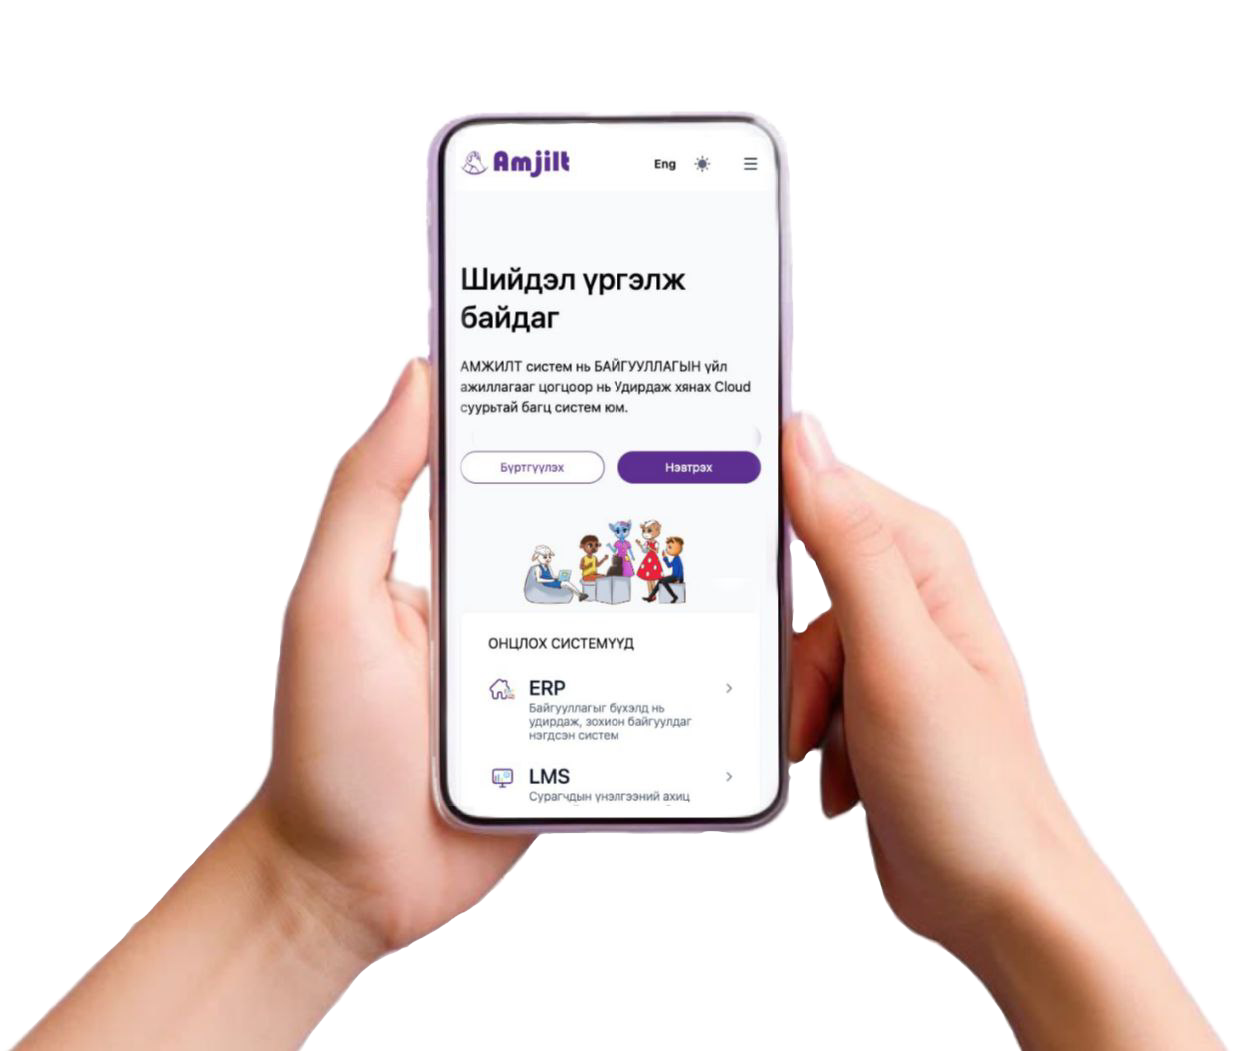 Amjilt
Eng
Шийдэл үргэлж
байдаг
АМЖИЛТ систем нь БАЙГУУЛЛАГЫН үйл
ажиллагааг цогцоор нь Удирдаж хянах Cloud
суурьтай багц систем юм.
Бүртгүүлэх
Нэвтрэх
ОНЦЛОХ СИСТЕМҮҮД
ERP
Байгууллагыг бүхэлд нь
удирдаж, зохион байгуулдаг
нэгдсэн систем
LMS
Сурагчдын үнэлгээний ахиц